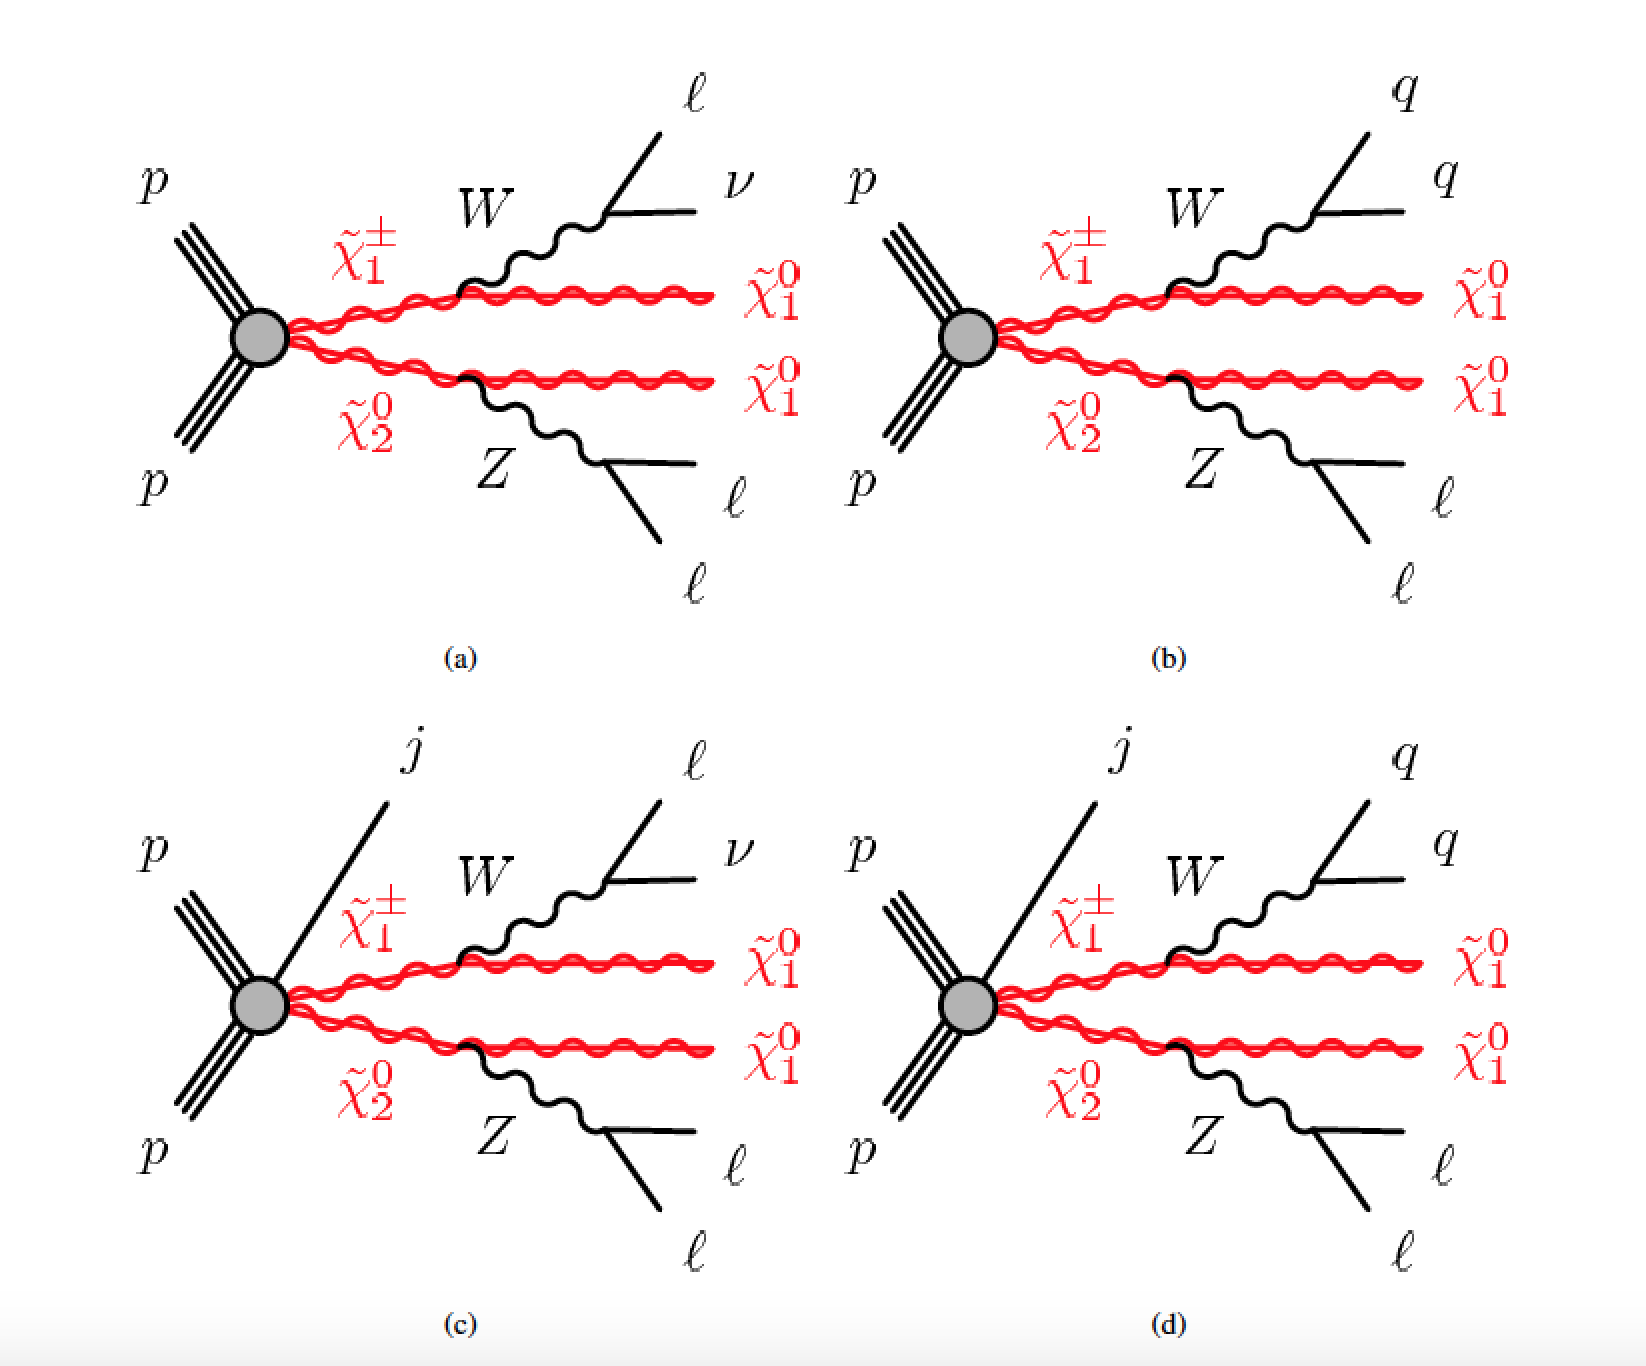 ℓ
p W ν
χ̃₁±
χ̃₁⁰
χ̃₁⁰
χ̃₂⁰
p Z ℓ
ℓ
(a)
q
p W q
χ̃₁±
χ̃₁⁰
χ̃₁⁰
χ̃₂⁰
p Z ℓ
ℓ
(b)
j ℓ
p W ν
χ̃₁±
χ̃₁⁰
χ̃₁⁰
χ̃₂⁰
p Z ℓ
ℓ
(c)
j q
p W q
χ̃₁±
χ̃₁⁰
χ̃₁⁰
χ̃₂⁰
p Z ℓ
ℓ
(d)